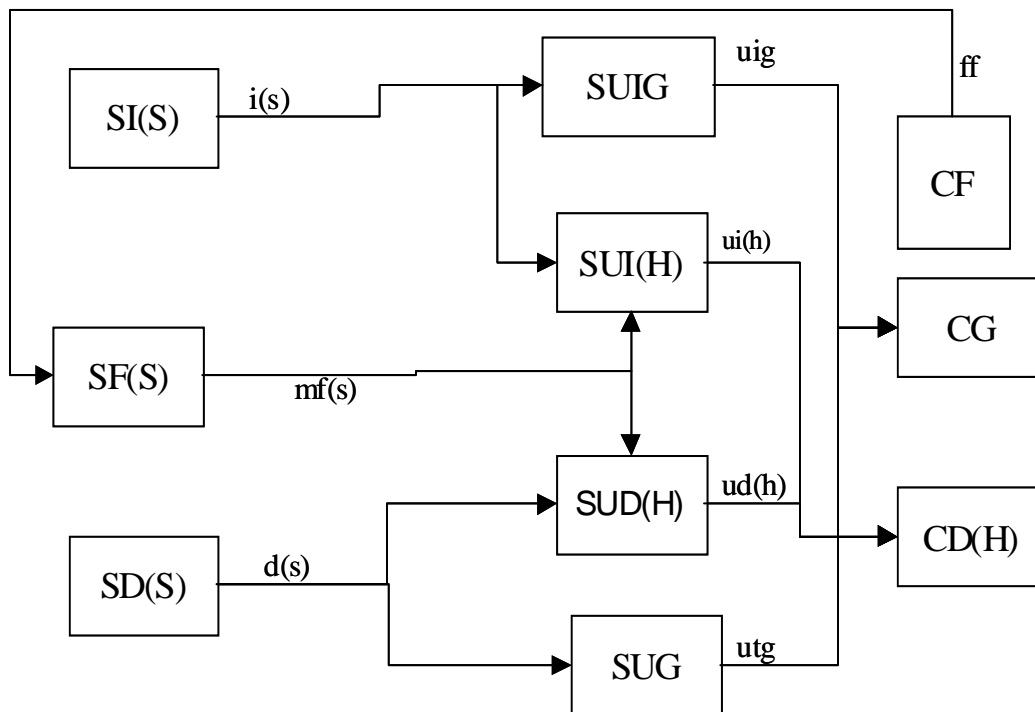 uig
ff
SUIG
i(s)
SI(S)
CF
ui(h)
SUI(H)
CG
SF(S)
mf(s)
ud(h)
SUD(H)
CD(H)
d(s)
SD(S)
utg
SUG